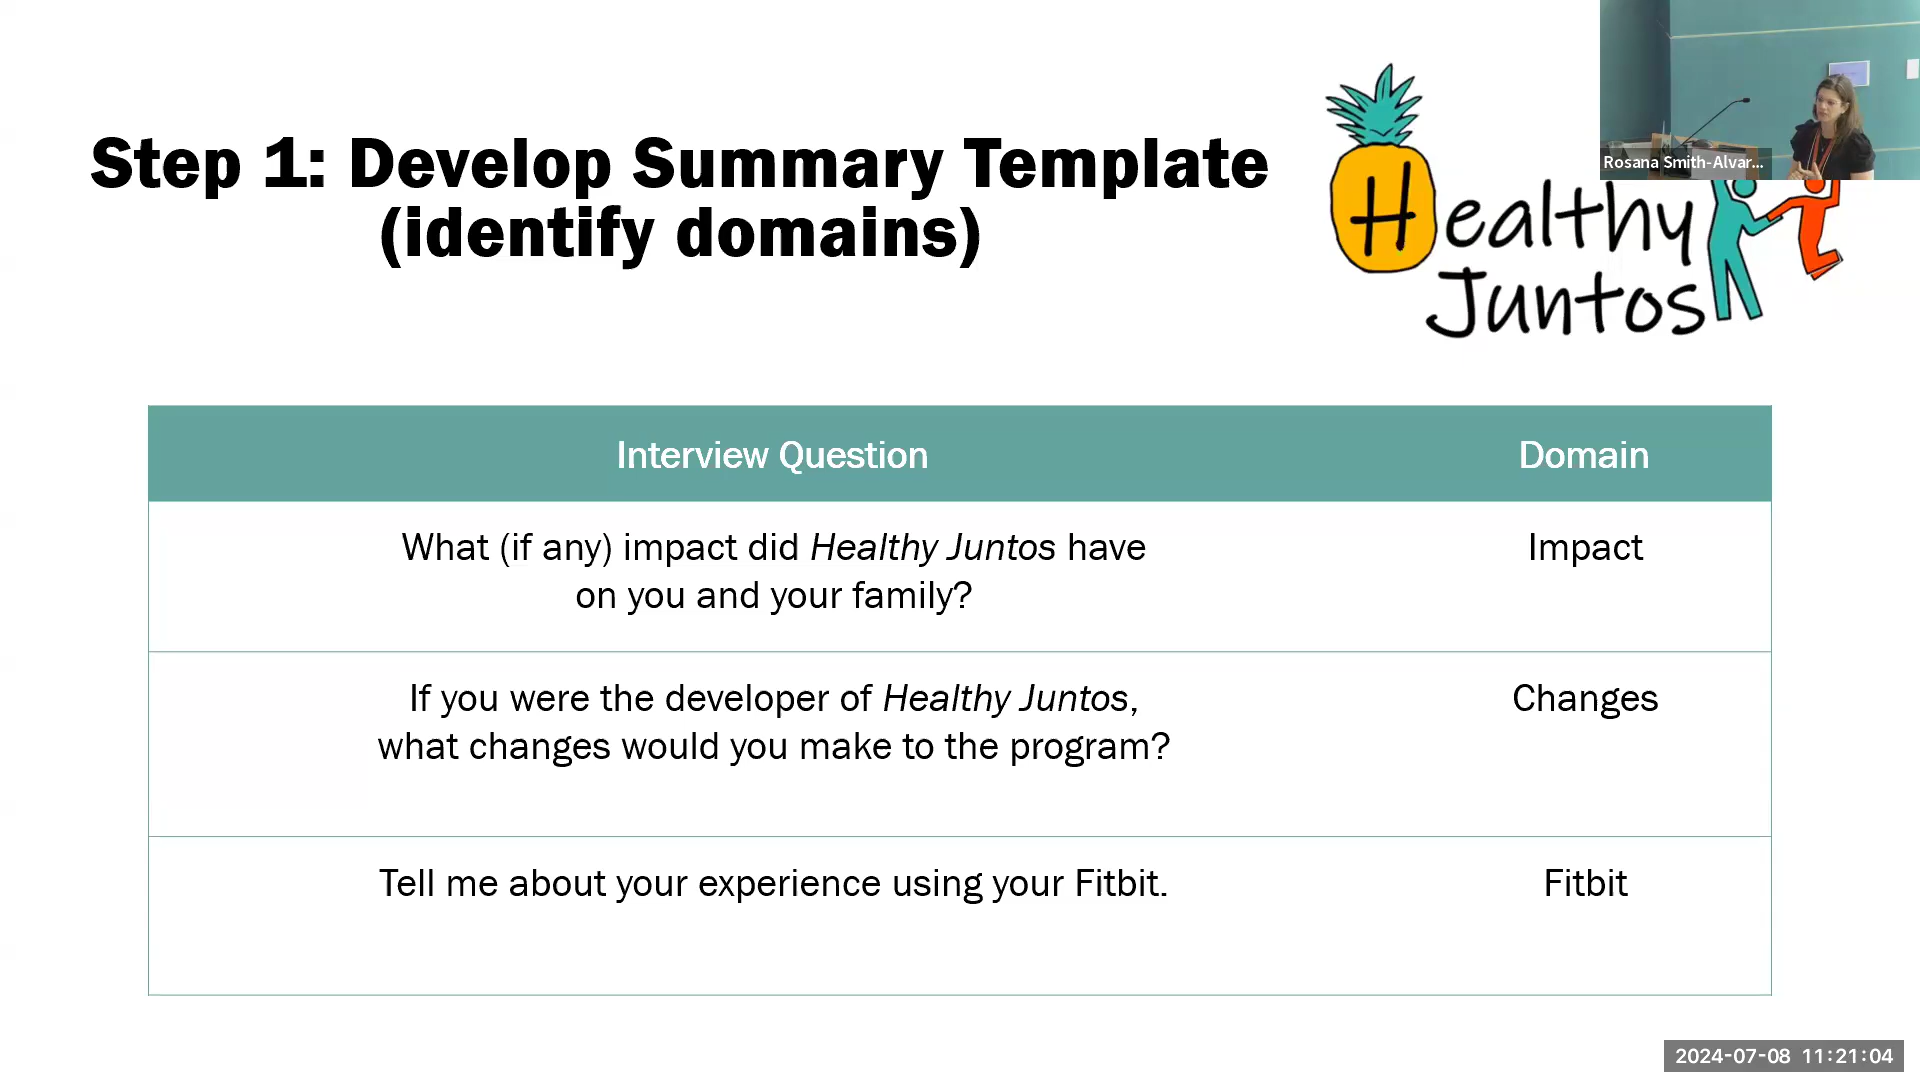 Step 1: Develop Summary Template
(identify domains)
Healthy
Juntos
Rosana Smith-Alvar...
Interview Question
Domain
What (if any) impact did Healthy Juntos have
on you and your family?
Impact
If you were the developer of Healthy Juntos,
what changes would you make to the program?
Changes
Tell me about your experience using your Fitbit.
Fitbit
2024-07-08 11:21:04